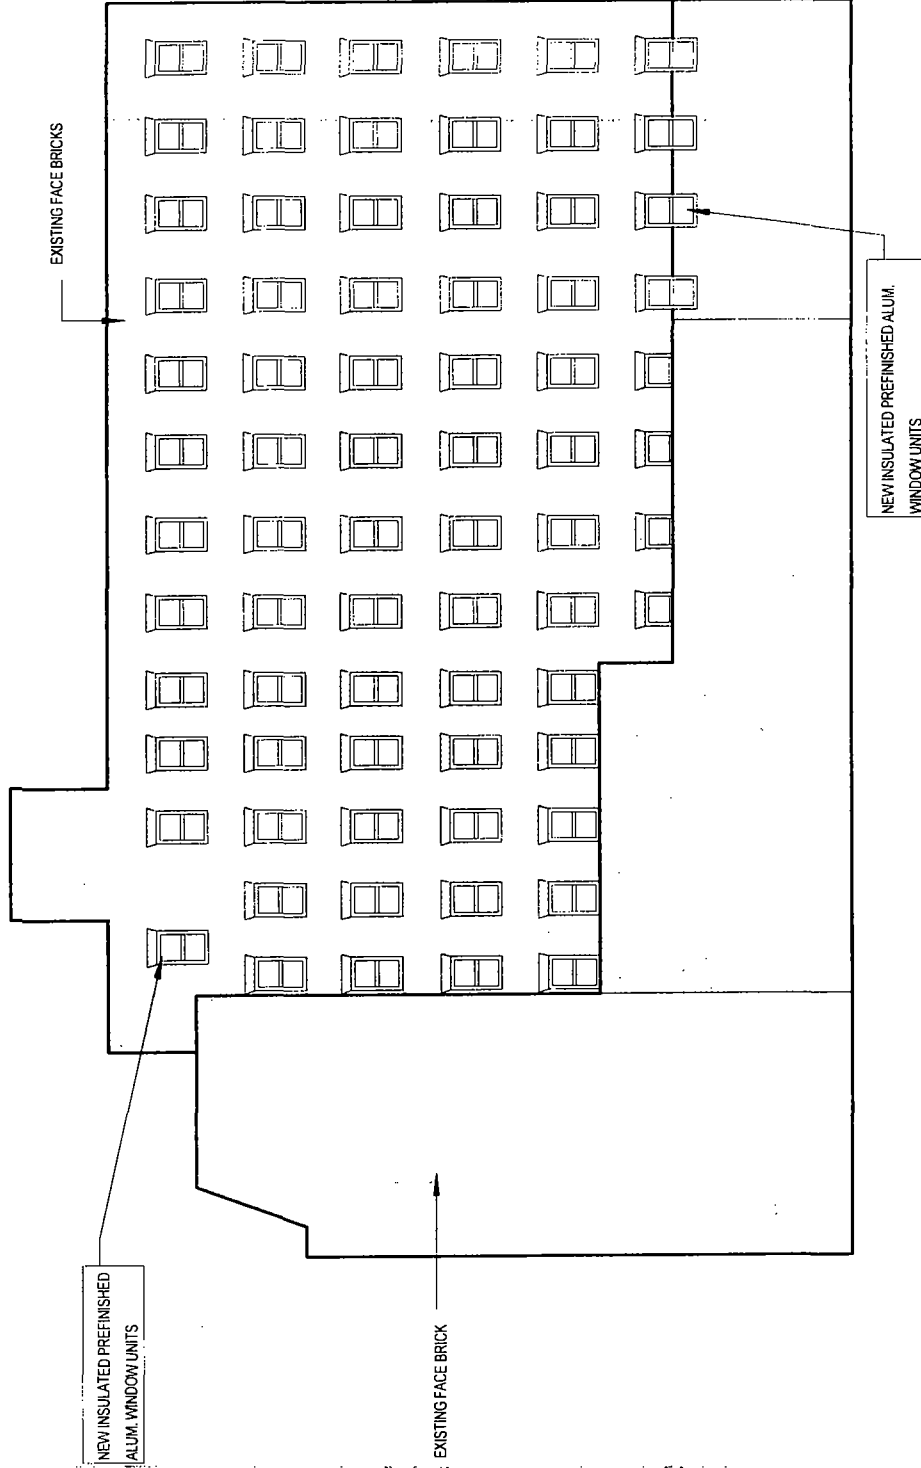 EXISTING FACE BRICKS
NEW INSULATED PREFINISHED
ALUM. WINDOW UNITS
EXISTING FACE BRICK
NEW INSULATED PREFINISHED ALUM.
WINDOW UNITS